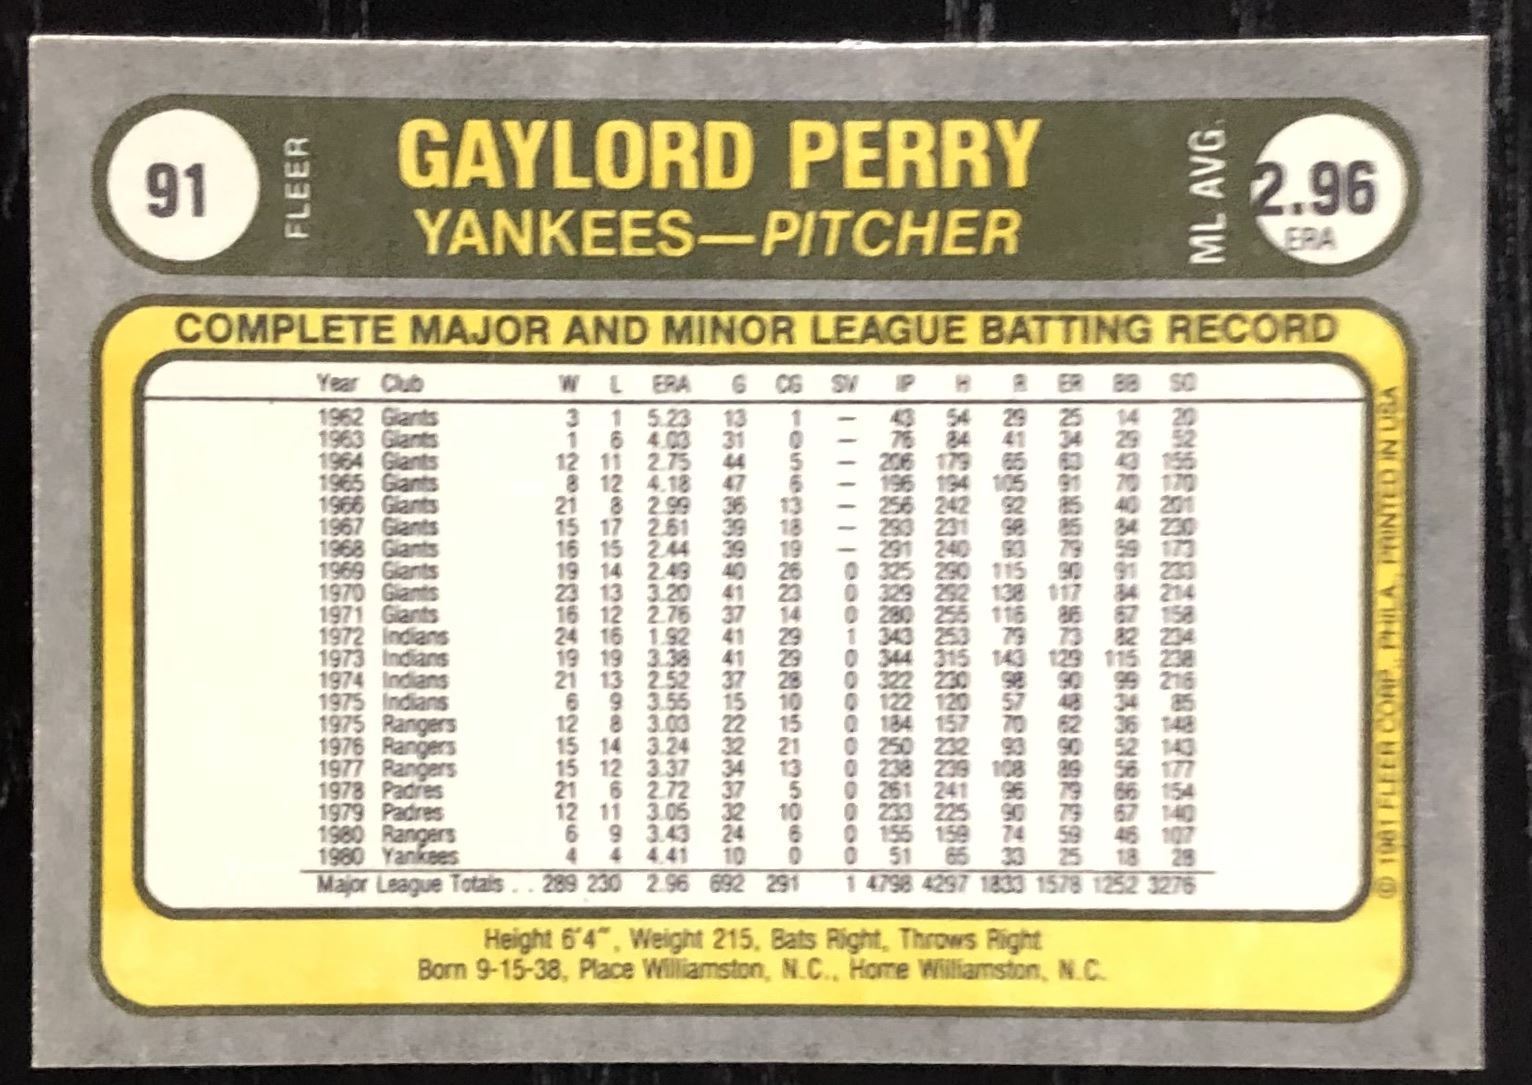 91
FLEER
GAYLORD PERRY
YANKEES—PITCHER
ML AVG.
2.96
ERA
COMPLETE MAJOR AND MINOR LEAGUE BATTING RECORD
Year Club W L ERA G CG SV IP H R ER BB SO
1962 Giants 3 1 5.23 13 1 — 43 54 29 25 14 20
1963 Giants 1 6 4.03 31 0 — 76 84 41 34 29 52
1964 Giants 12 11 2.75 44 5 — 206 179 65 63 43 155
1965 Giants 8 12 4.18 47 6 — 196 194 105 91 70 170
1966 Giants 21 8 2.99 36 13 — 256 242 92 85 40 201
1967 Giants 15 17 2.61 39 18 — 293 231 98 85 84 230
1968 Giants 16 15 2.44 39 19 — 291 240 93 79 59 173
1969 Giants 19 14 2.49 40 26 0 325 290 115 90 91 233
1970 Giants 23 13 3.20 41 23 0 329 292 138 117 84 214
1971 Giants 16 12 2.76 37 14 0 280 255 116 86 67 158
1972 Indians 24 16 1.92 41 29 1 343 253 79 73 82 234
1973 Indians 19 19 3.38 41 29 0 344 315 143 129 115 238
1974 Indians 21 13 2.52 37 28 0 322 230 98 90 99 216
1975 Indians 6 9 3.55 15 10 0 122 120 57 48 34 85
1975 Rangers 12 8 3.03 22 15 0 184 157 70 62 36 148
1976 Rangers 15 14 3.24 32 21 0 250 232 93 90 52 143
1977 Rangers 15 12 3.37 34 13 0 238 239 108 89 56 177
1978 Padres 21 6 2.72 37 5 0 261 241 96 79 66 154
1979 Padres 12 11 3.05 32 10 0 233 225 90 79 67 140
1980 Rangers 6 9 3.43 24 6 0 155 159 74 59 46 107
1980 Yankees 4 4 4.41 10 0 0 51 65 33 25 18 28
Major League Totals . . 289 230 2.96 692 291 1 4798 4297 1833 1578 1252 3276
Height 6'4", Weight 215, Bats Right, Throws Right
Born 9-15-38, Place Williamston, N.C., Home Williamston, N.C.
© 1981 FLEER CORP., PHILA., PRINTED IN USA